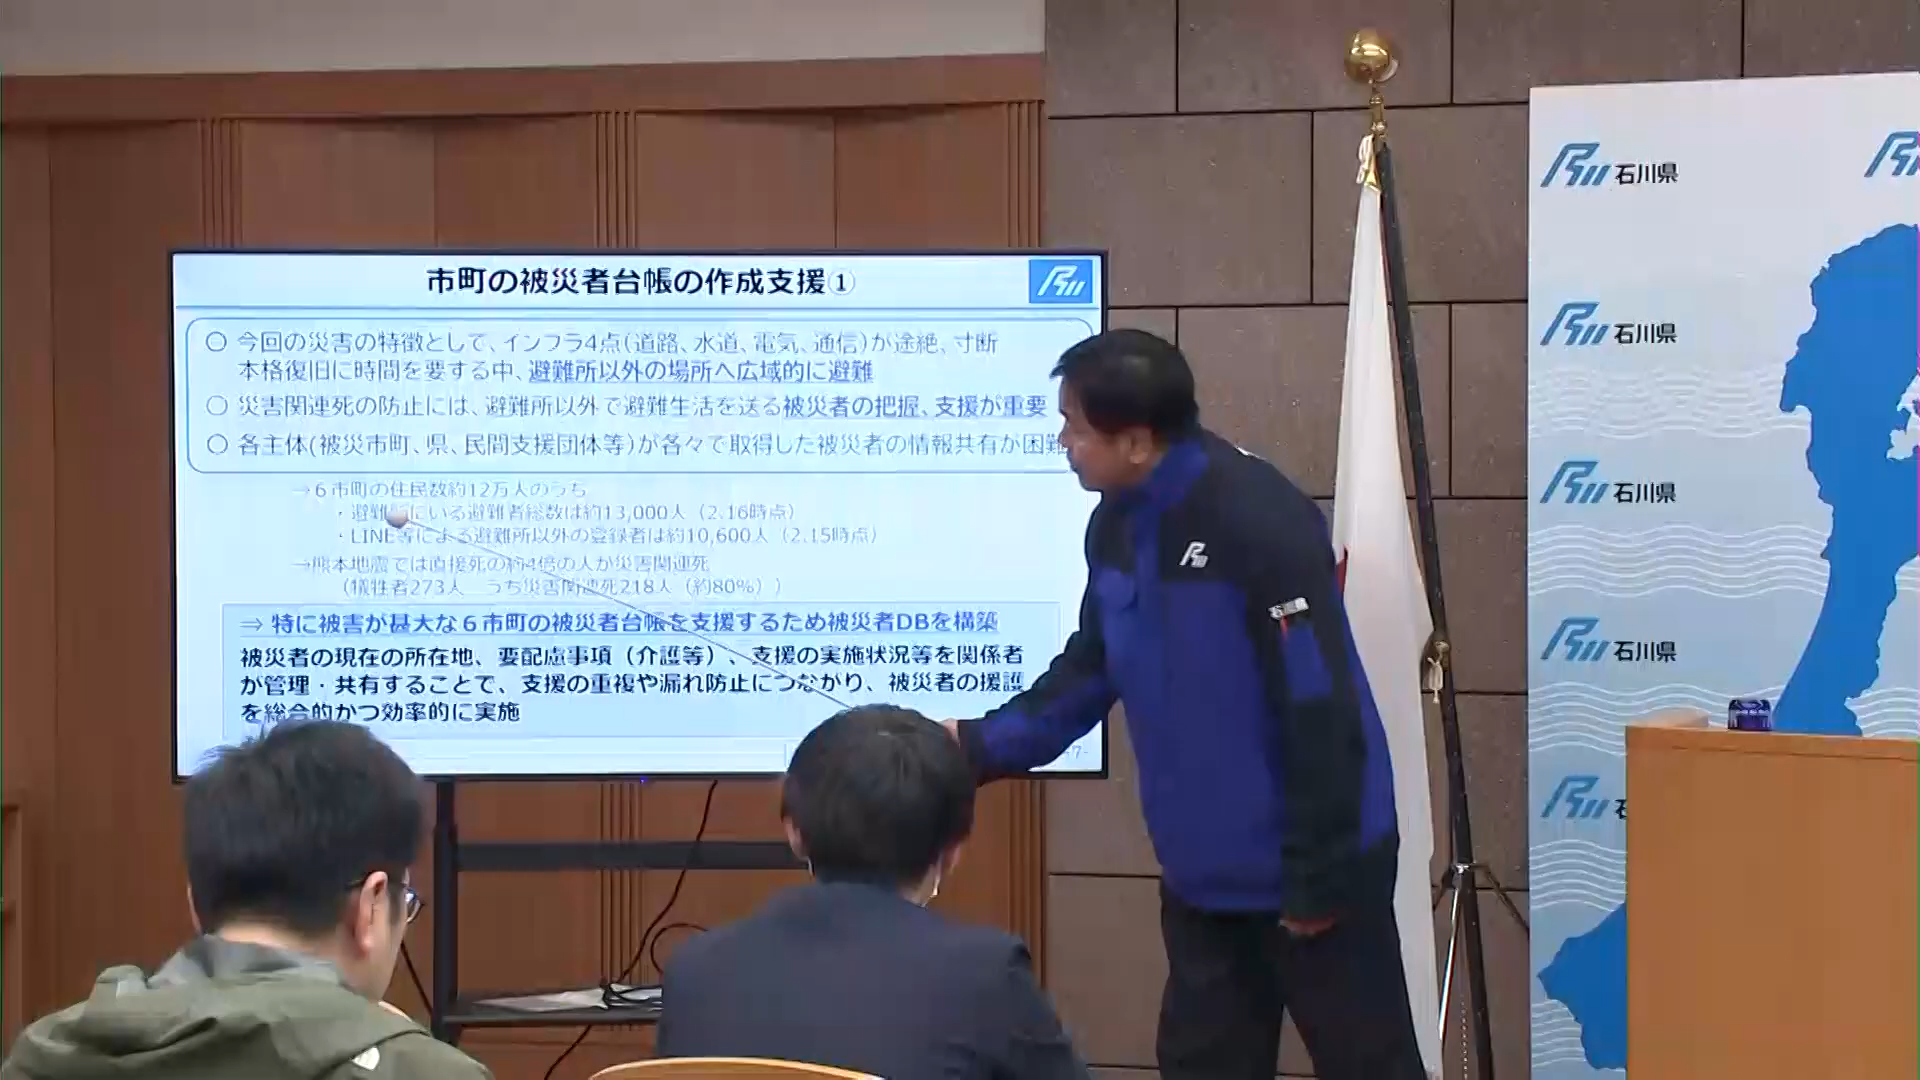 市町の被災者台帳の作成支援①
○ 今回の災害の特徴として、インフラ4点(道路、水道、電気、通信)が途絶、寸断
本格復旧に時間を要する中、避難所以外の場所へ広域的に避難
○ 災害関連死の防止には、避難所以外で避難生活を送る被災者の把握、支援が重要
○ 各主体(被災市町、県、民間支援団体等)が各々で取得した被災者の情報共有が困難
→６市町の住民数約12万人のうち
・避難所にいる避難者総数は約13,000人（2.16時点）
・LINE等による避難所以外の登録者は約10,600人（2.15時点）
→熊本地震では直接死の約4倍の人が災害関連死
（犠牲者273人　うち災害関連死218人（約80%））
⇒ 特に被害が甚大な６市町の被災者台帳を支援するため被災者DBを構築
被災者の現在の所在地、要配慮事項（介護等）、支援の実施状況等を関係者
が管理・共有することで、支援の重複や漏れ防止につながり、被災者の援護
を総合的かつ効率的に実施
-7-
石川県
石川県
石川県
石川県